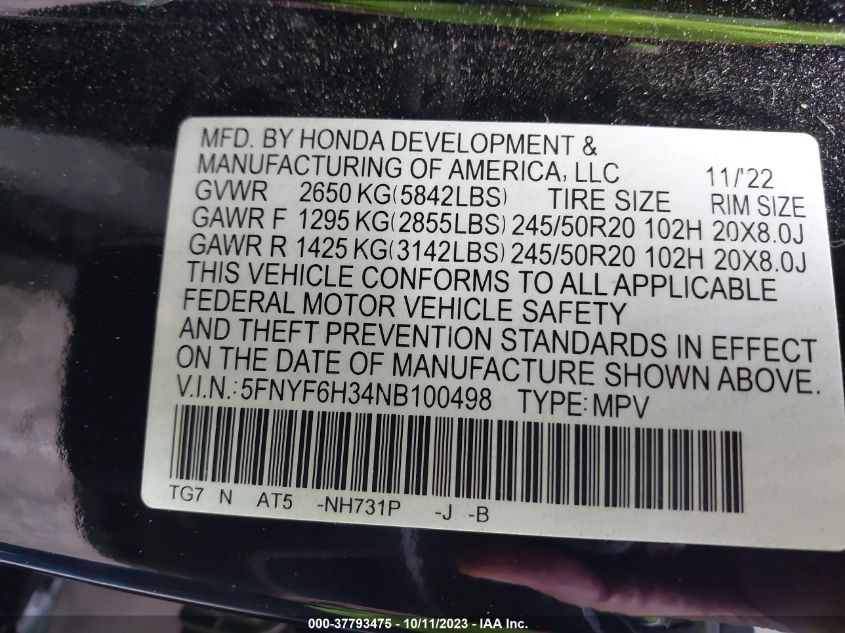 MFD. BY HONDA DEVELOPMENT &
MANUFACTURING OF AMERICA, LLC 11/'22
GVWR 2650 KG(5842LBS) TIRE SIZE RIM SIZE
GAWR F 1295 KG(2855LBS) 245/50R20 102H 20X8.0J
GAWR R 1425 KG(3142LBS) 245/50R20 102H 20X8.0J
THIS VEHICLE CONFORMS TO ALL APPLICABLE
FEDERAL MOTOR VEHICLE SAFETY
AND THEFT PREVENTION STANDARDS IN EFFECT
ON THE DATE OF MANUFACTURE SHOWN ABOVE.
V.I.N.: 5FNYF6H34NB100498 TYPE: MPV
TG7 N AT5 -NH731P -J -B
000-37793475 - 10/11/2023 - IAA Inc.